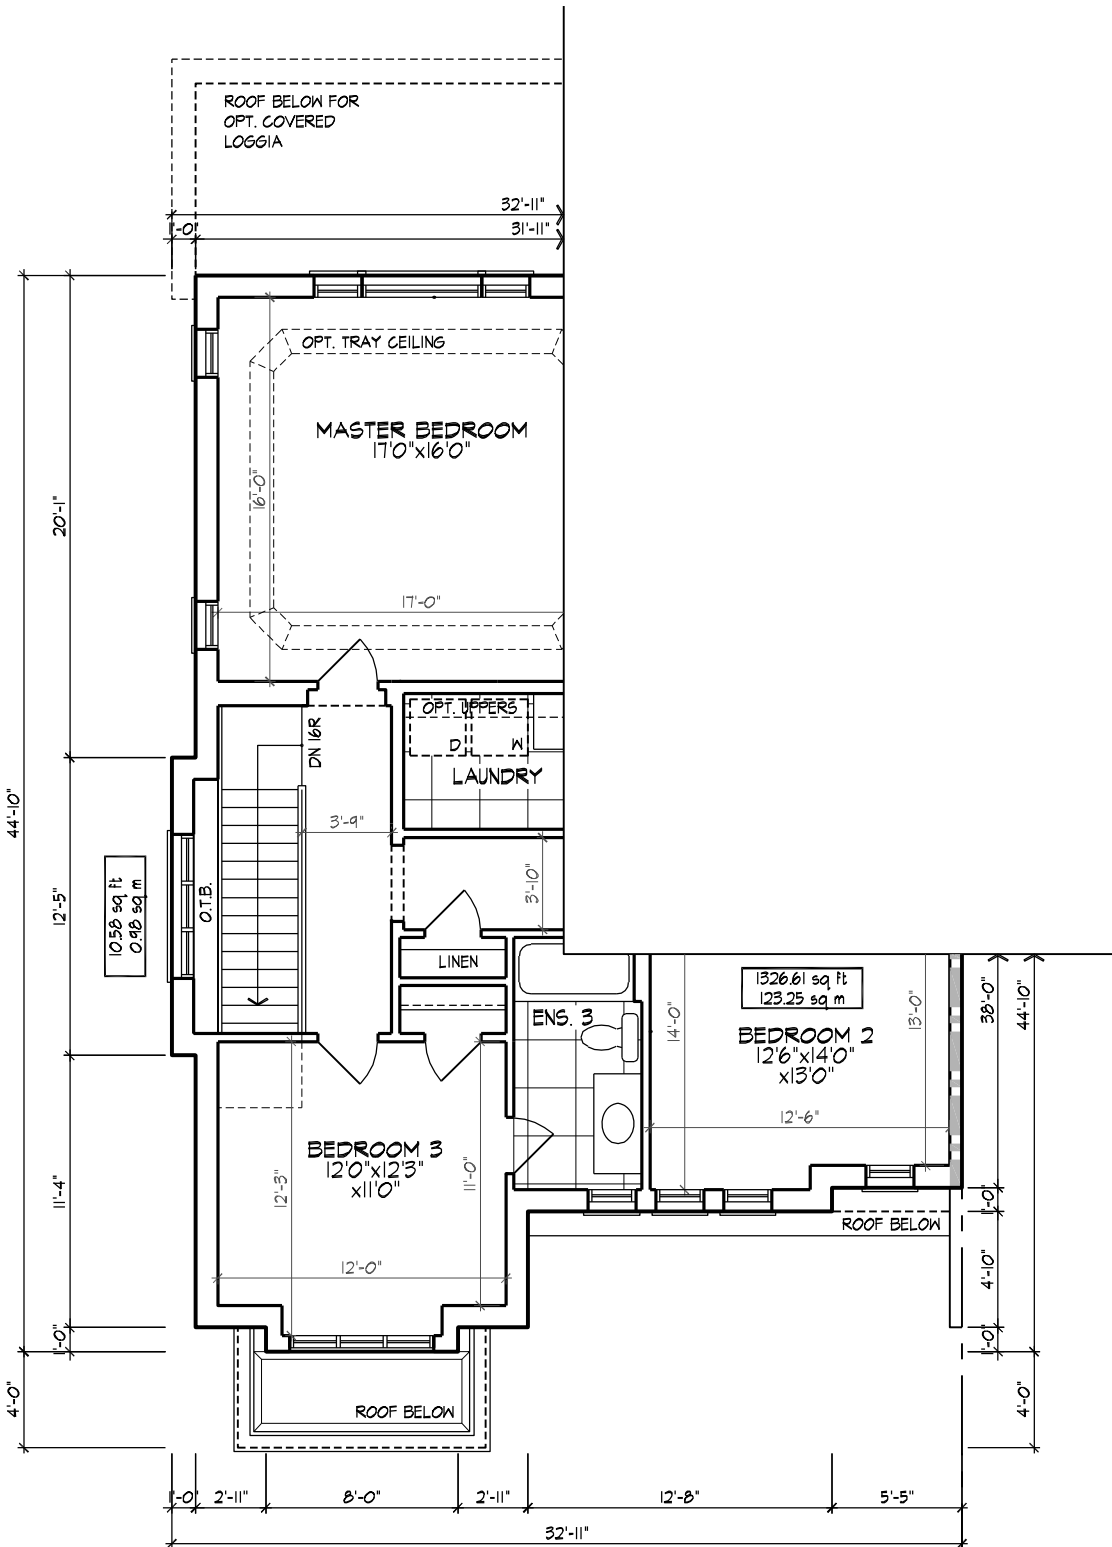 ROOF BELOW FOR
OPT. COVERED
LOGGIA
32'-11"
1'-0"
31'-11"
OPT. TRAY CEILING
MASTER BEDROOM
17'0"x16'0"
16'-0"
20'-1"
17'-0"
OPT. UPPERS
DN 16R
D
W
LAUNDRY
44'-10"
3'-9"
3'-10"
12'-5"
10.58 sq ft
0.98 sq m
O.T.B.
LINEN
1326.61 sq ft
123.25 sq m
ENS. 3
14'-0"
13'-0"
38'-0"
44'-10"
BEDROOM 2
12'6"x14'0"
x13'0"
12'-6"
BEDROOM 3
12'0"x12'3"
x11'0"
12'-3"
11'-0"
11'-4"
1'-0"
ROOF BELOW
12'-0"
4'-10"
1'-0"
1'-0"
4'-0"
4'-0"
ROOF BELOW
1'-0"
2'-11"
8'-0"
2'-11"
12'-8"
5'-5"
32'-11"